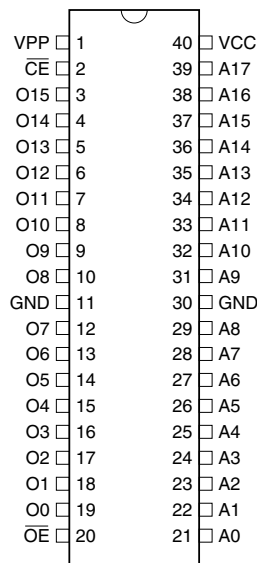 VPP 1 40 VCC
C̅E̅ 2 39 A17
O15 3 38 A16
O14 4 37 A15
O13 5 36 A14
O12 6 35 A13
O11 7 34 A12
O10 8 33 A11
O9 9 32 A10
O8 10 31 A9
GND 11 30 GND
O7 12 29 A8
O6 13 28 A7
O5 14 27 A6
O4 15 26 A5
O3 16 25 A4
O2 17 24 A3
O1 18 23 A2
O0 19 22 A1
O̅E̅ 20 21 A0